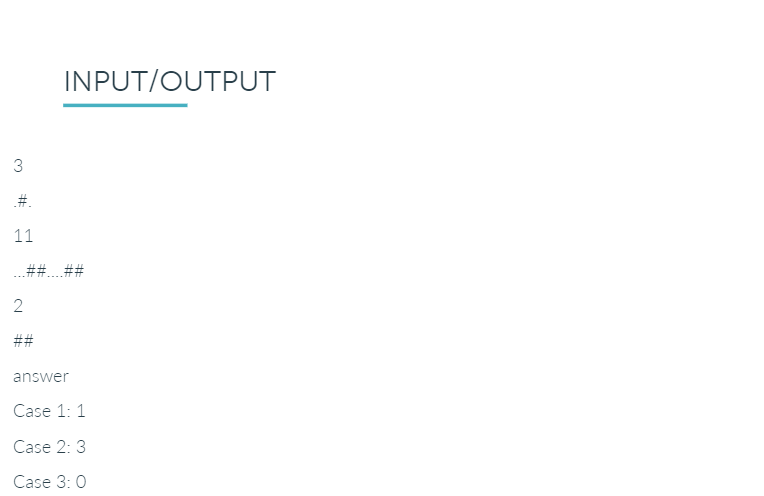 INPUT/OUTPUT
3
.#.
11
...##....##
2
##
answer
Case 1: 1
Case 2: 3
Case 3: 0